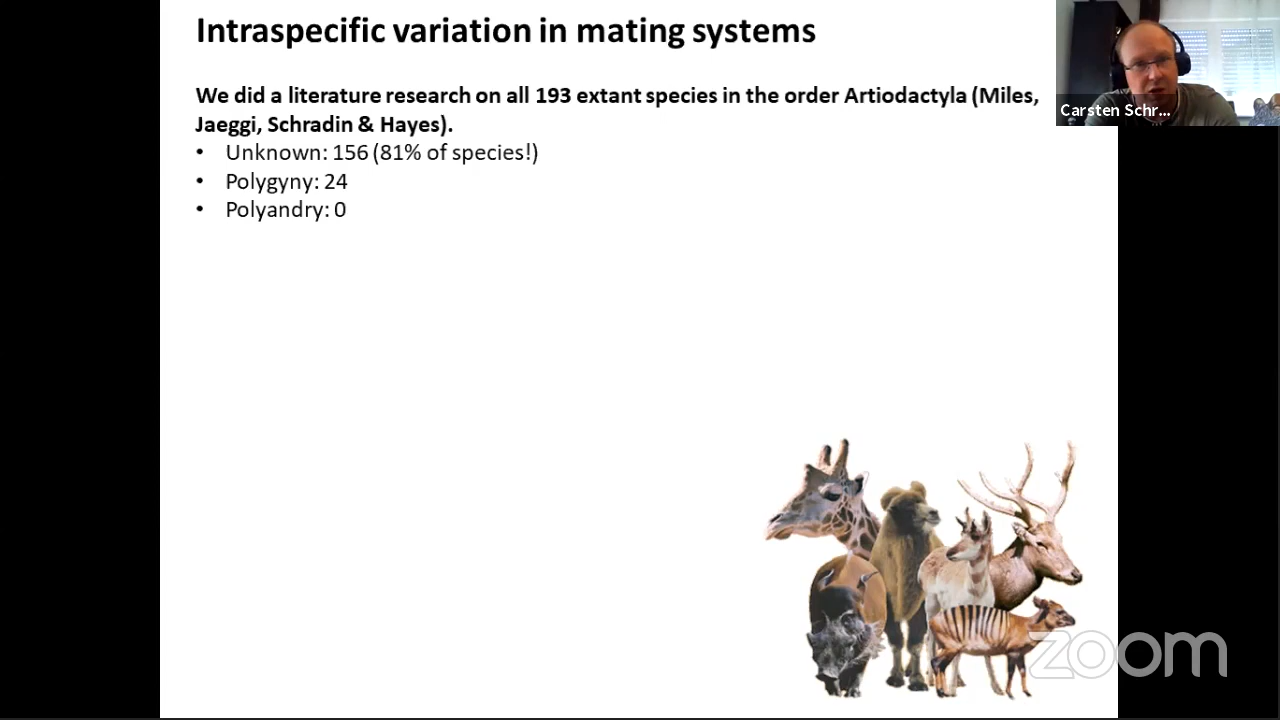 Intraspecific variation in mating systems
We did a literature research on all 193 extant species in the order Artiodactyla (Miles,
Jaeggi, Schradin & Hayes).
• Unknown: 156 (81% of species!)
• Polygyny: 24
• Polyandry: 0
Carsten Schr...
zoom